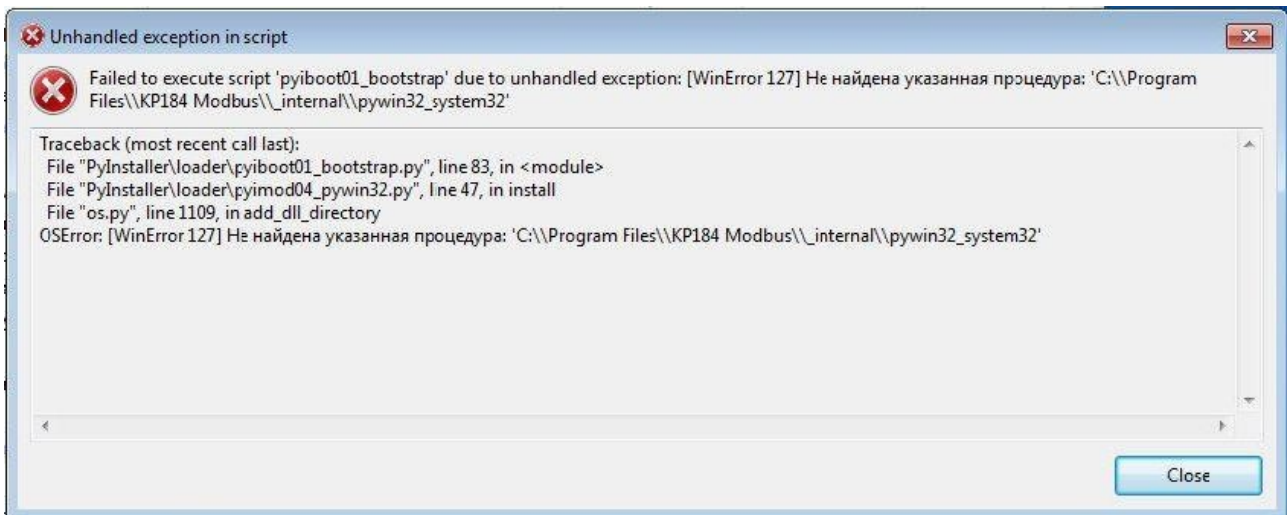 Unhandled exception in script
Failed to execute script 'pyiboot01_bootstrap' due to unhandled exception: [WinError 127] Не найдена указанная процедура: 'C:\\Program
Files\\KP184 Modbus\\_internal\\pywin32_system32'
Traceback (most recent call last):
File "PyInstaller\loader\pyiboot01_bootstrap.py", line 83, in <module>
File "PyInstaller\loader\pyimod04_pywin32.py", line 47, in install
File "os.py", line 1109, in add_dll_directory
OSError: [WinError 127] Не найдена указанная процедура: 'C:\\Program Files\\KP184 Modbus\\_internal\\pywin32_system32'
Close